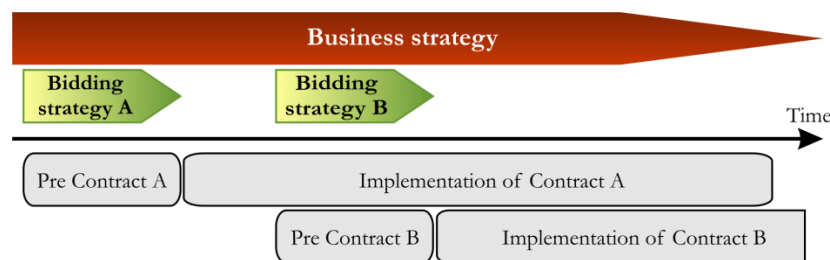 Business strategy
Bidding
strategy A
Bidding
strategy B
Time
Pre Contract A
Implementation of Contract A
Pre Contract B
Implementation of Contract B